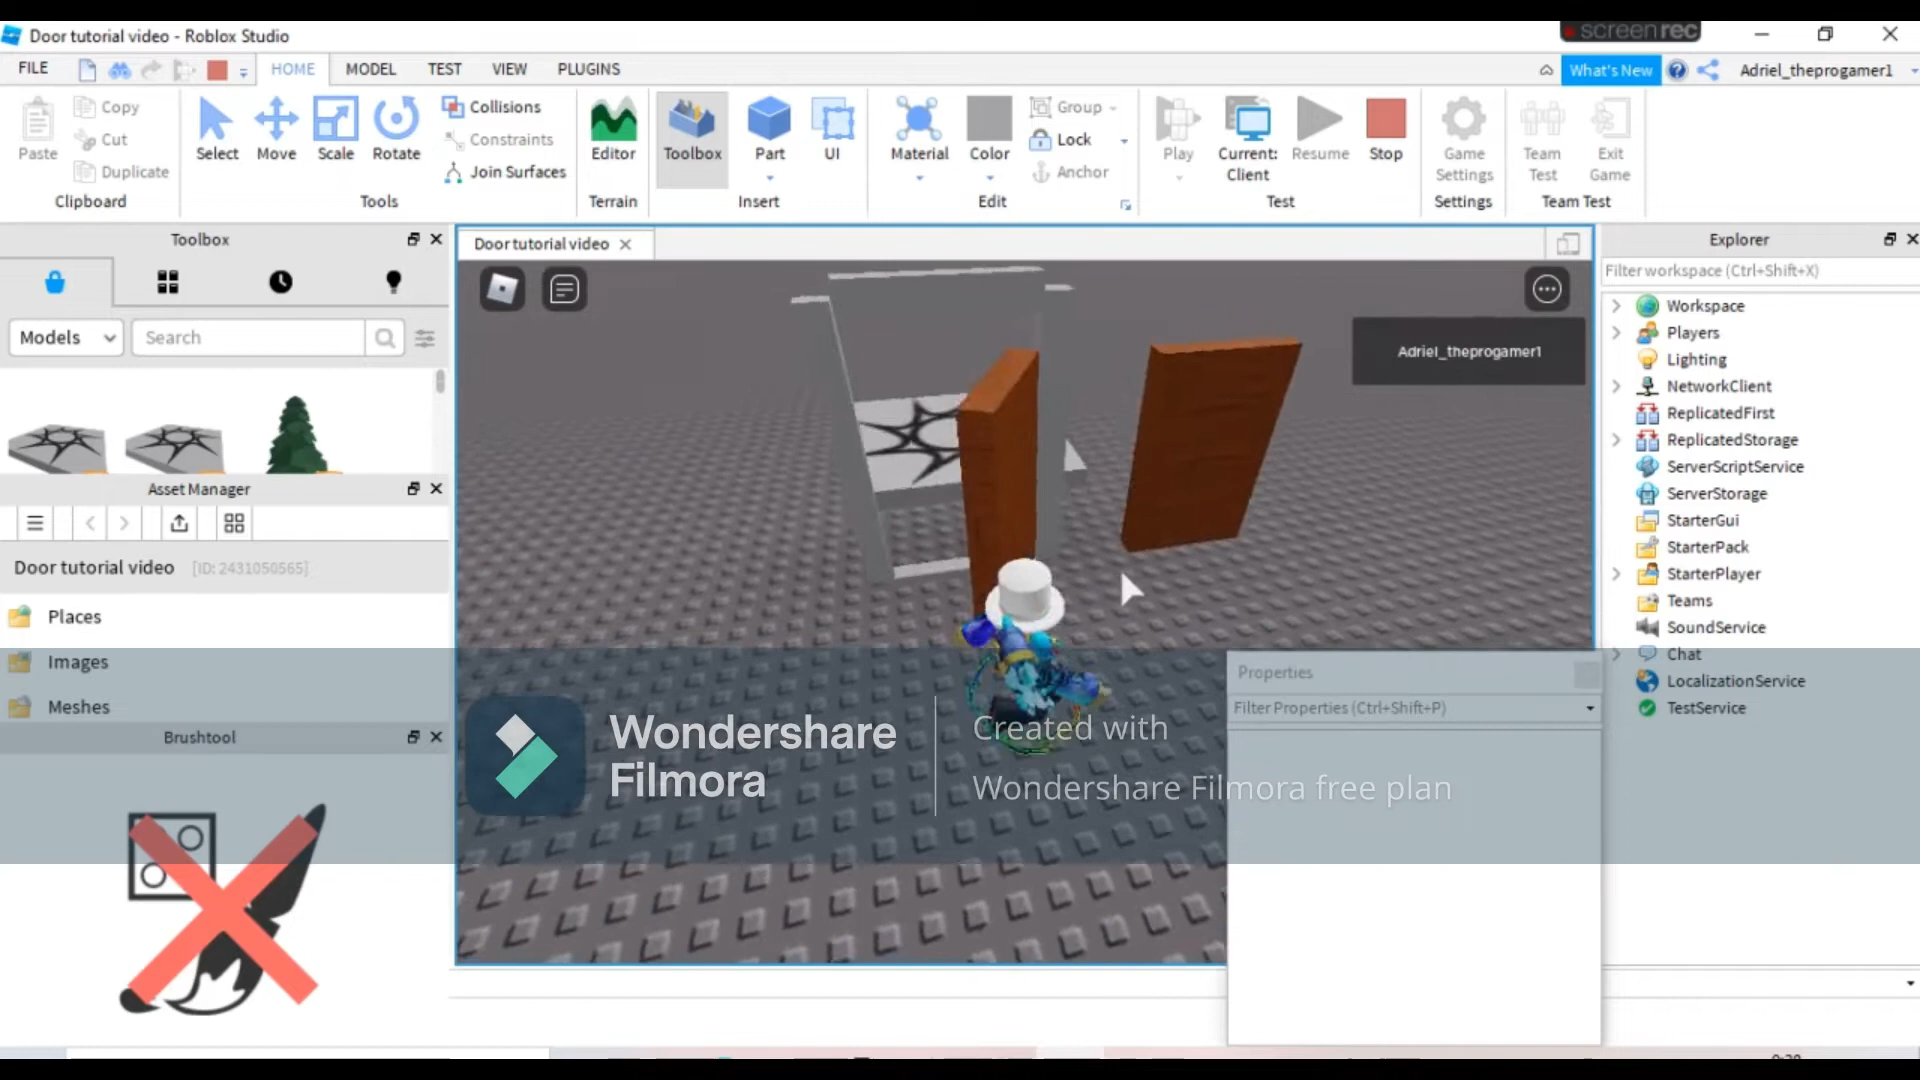 screenrec
Door tutorial video - Roblox Studio
FILE HOME MODEL TEST VIEW PLUGINS What's New Adriel_theprogamer1
Paste Copy Cut Duplicate Clipboard
Select Move Scale Rotate Collisions Constraints Join Surfaces Tools
Editor Terrain
Toolbox Part UI Insert
Material Color Group Lock Anchor Edit
Play Current: Client Resume Stop Test
Game Settings Settings
Team Test Exit Game Team Test
Toolbox
Models Search
Asset Manager
Door tutorial video [ID: 2431050565]
Places
Images
Meshes
Brushtool
Door tutorial video
Adriel_theprogamer1
Wondershare
Filmora
Created with
Wondershare Filmora free plan
Properties
Filter Properties (Ctrl+Shift+P)
Explorer
Filter workspace (Ctrl+Shift+X)
Workspace
Players
Lighting
NetworkClient
ReplicatedFirst
ReplicatedStorage
ServerScriptService
ServerStorage
StarterGui
StarterPack
StarterPlayer
Teams
SoundService
Chat
LocalizationService
TestService